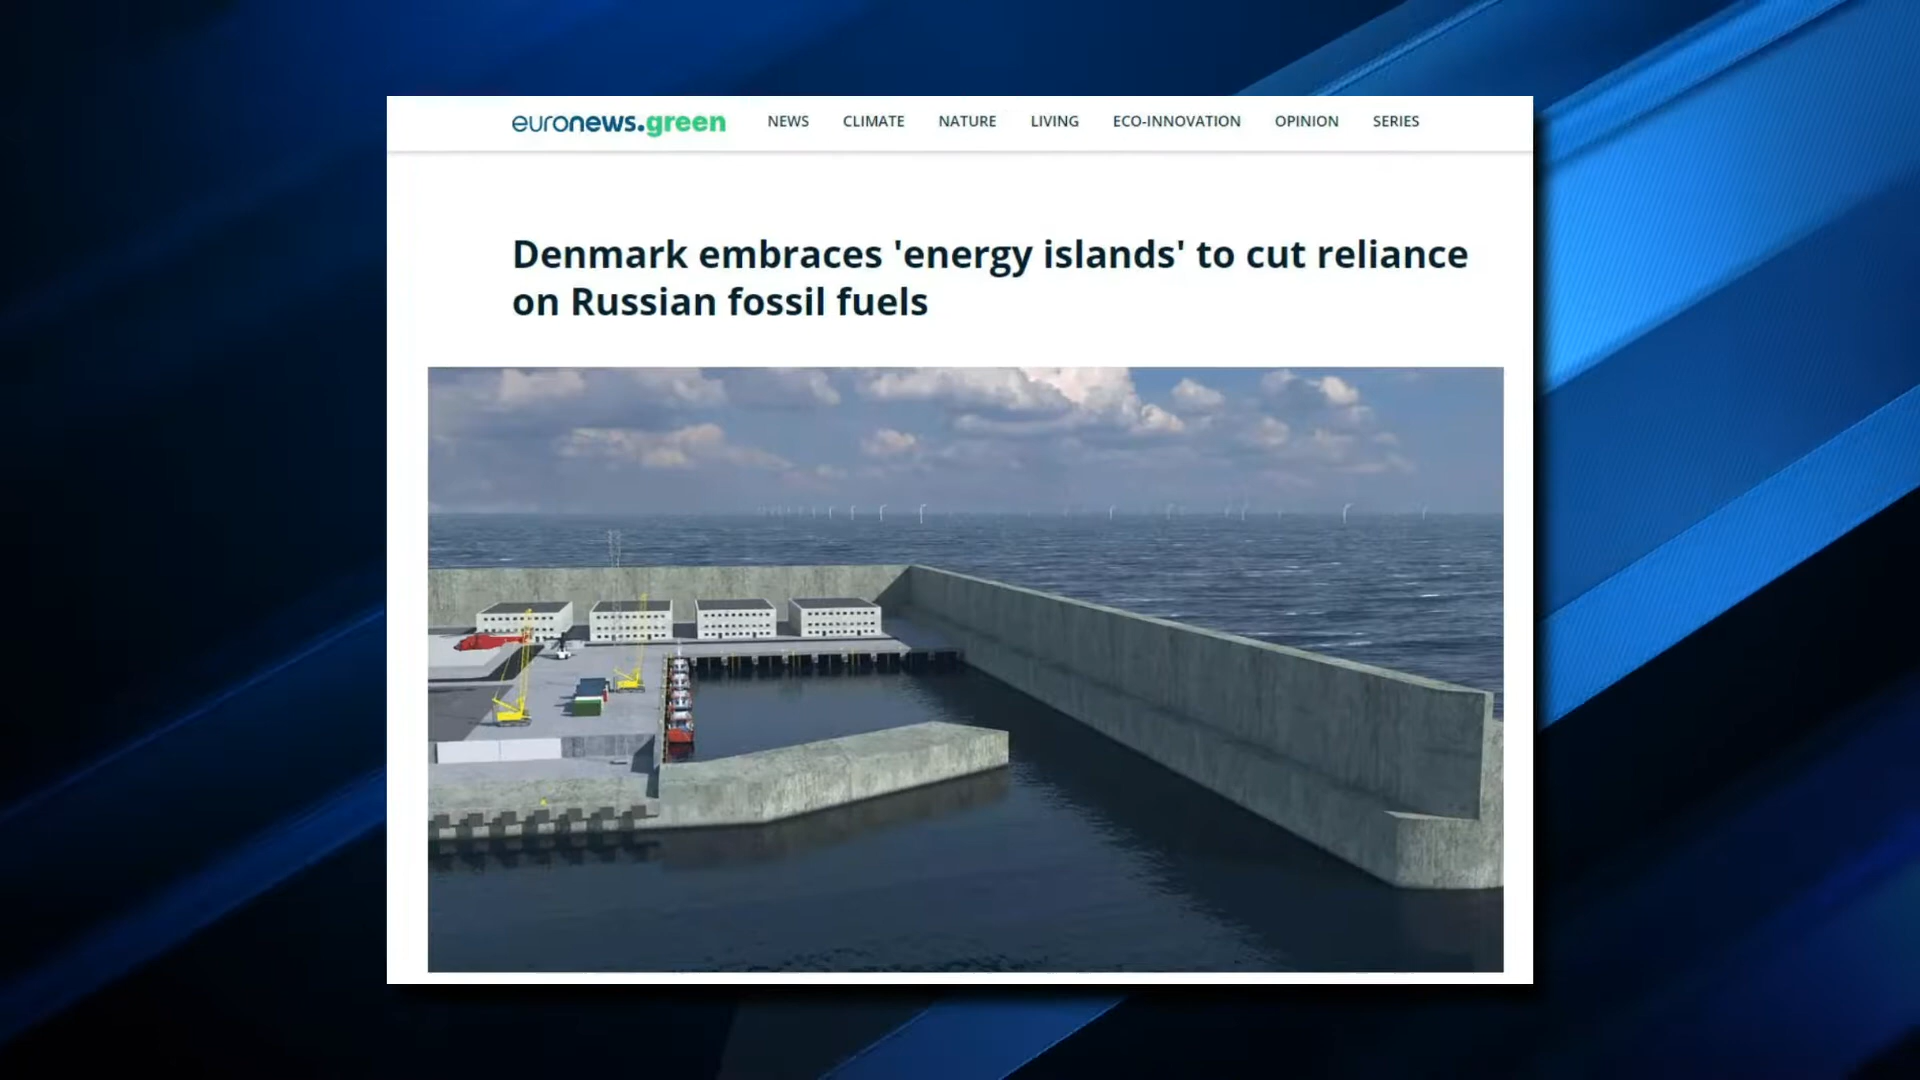 euronews.green NEWS CLIMATE NATURE LIVING ECO-INNOVATION OPINION SERIES
Denmark embraces 'energy islands' to cut reliance
on Russian fossil fuels